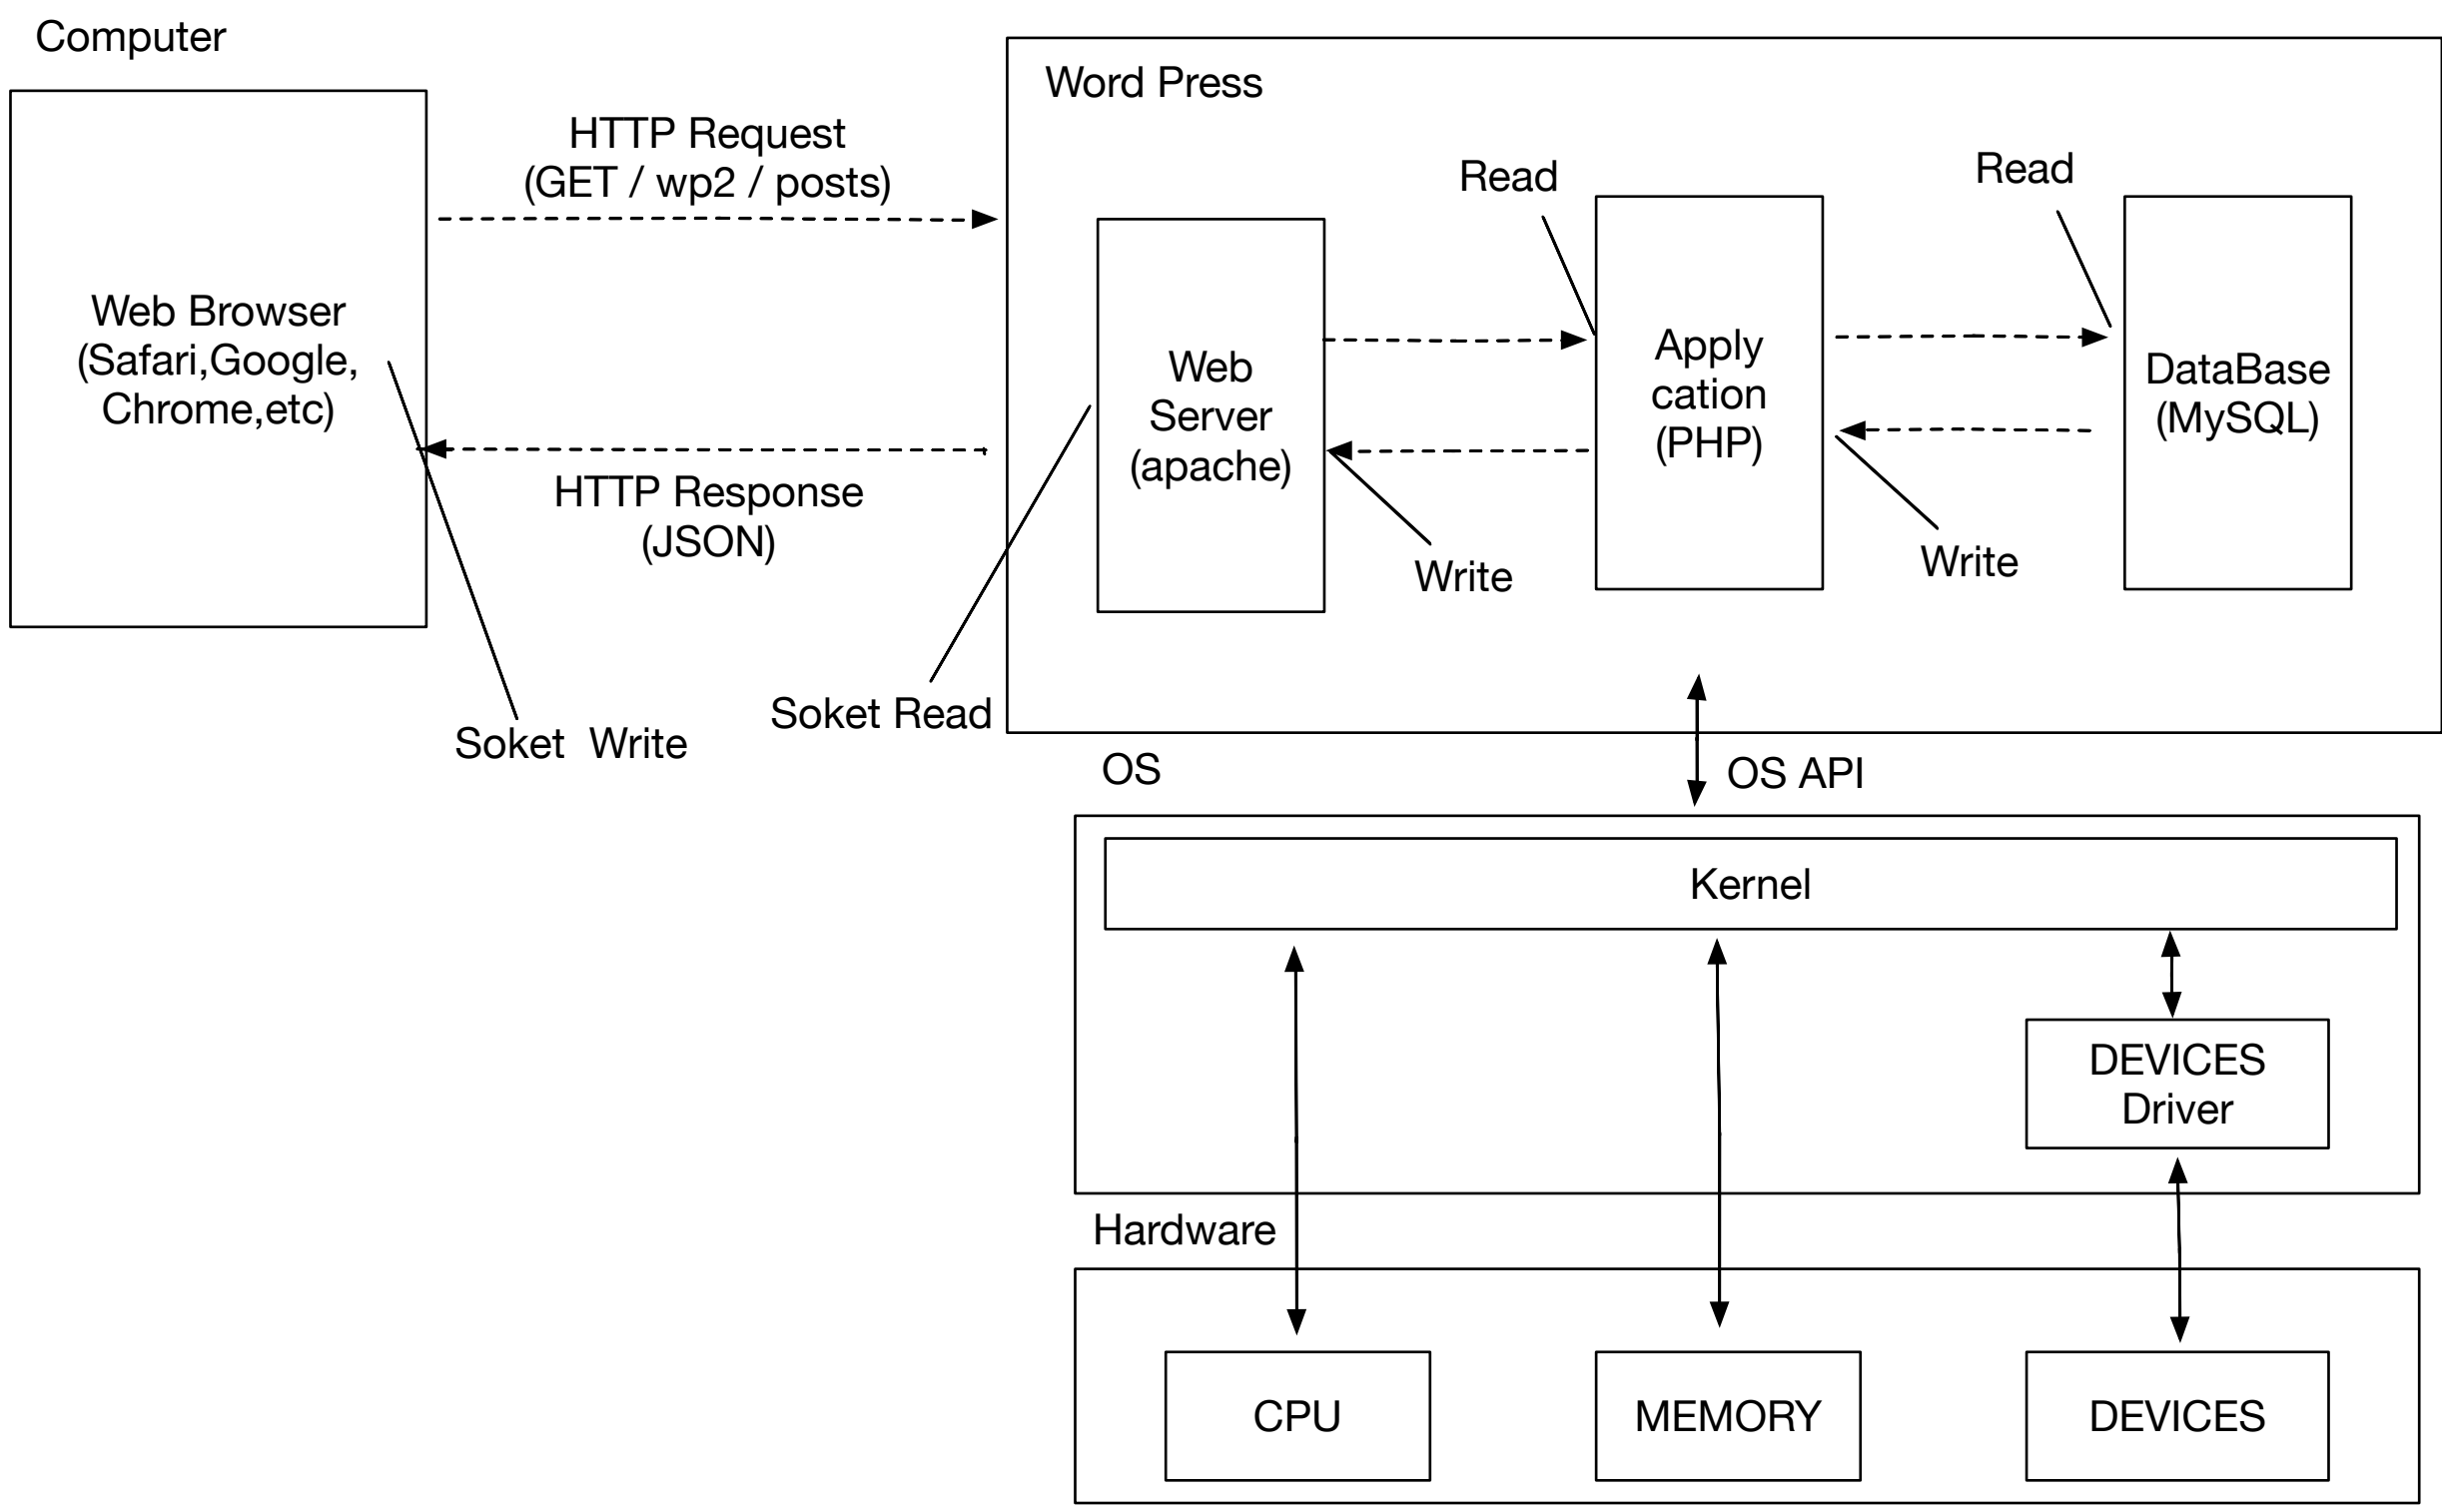 Computer
Word Press
HTTP Request
(GET / wp2 / posts)
Read
Read
Web Browser
(Safari,Google,
Chrome,etc)
Web
Server
(apache)
Apply
cation
(PHP)
DataBase
(MySQL)
HTTP Response
(JSON)
Write
Write
Soket Read
Soket  Write
OS
OS API
Kernel
DEVICES
Driver
Hardware
CPU
MEMORY
DEVICES